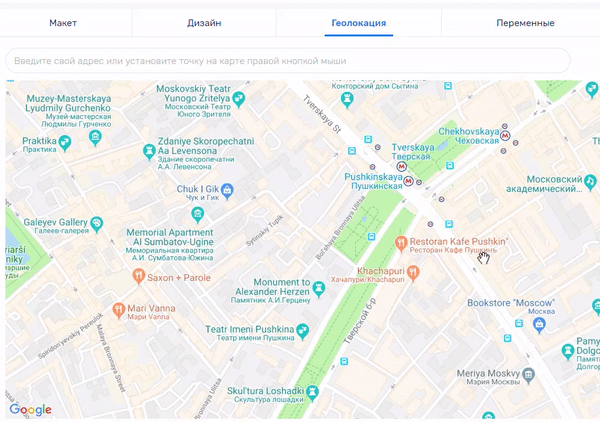 Макет
Дизайн
Геолокация
Переменные
Введите свой адрес или установите точку на карте правой кнопкой мыши
Конторский дом Сытина
Moskovskiy Teatr
Yunogo Zritelya
Московский Театр
Юного Зрителя
Muzey-Masterskaya
Lyudmily Gurchenko
Музей-мастерская
Людмилы Гурченко
Tverskaya St
Chekhovskaya
Чеховская
Praktika
Практика
Zdaniye Skoropechatni
Aa Levensona
Здание скоропечатни
А.А. Левенсона
Tverskaya
Тверская
Pushkinskaya
Пушкинская
Московский
академический...
Chuk I Gik
Чук и Гик
Galeyev Gallery
Галеев-галерея
Sytinskiy Tupik
Bol'shaya Bronnaya Ulitsa
Memorial Apartment
Al Sumbatov-Ugine
Мемориальная квартира
А.И. Сумбатова-Южина
Restoran Kafe Pushkin"
Ресторан Кафе Пушкинъ
Saxon + Parole
Khachapuri
Хачапури/Khachapuri
Monument to
Alexander Herzen
Памятник А.И.Герцену
Bookstore "Moscow"
Москва
Mari Vanna
Мари Vanna
Spiridon'yevskiy Pereulok
Malaya Bronnaya Street
Тверской б-р
Teatr Imeni Pushkina
Театр имени Пушкина
Meriya Moskvy
Мэрия Москвы
Skul'tura Loshadki
Скульптура лошадки
Google